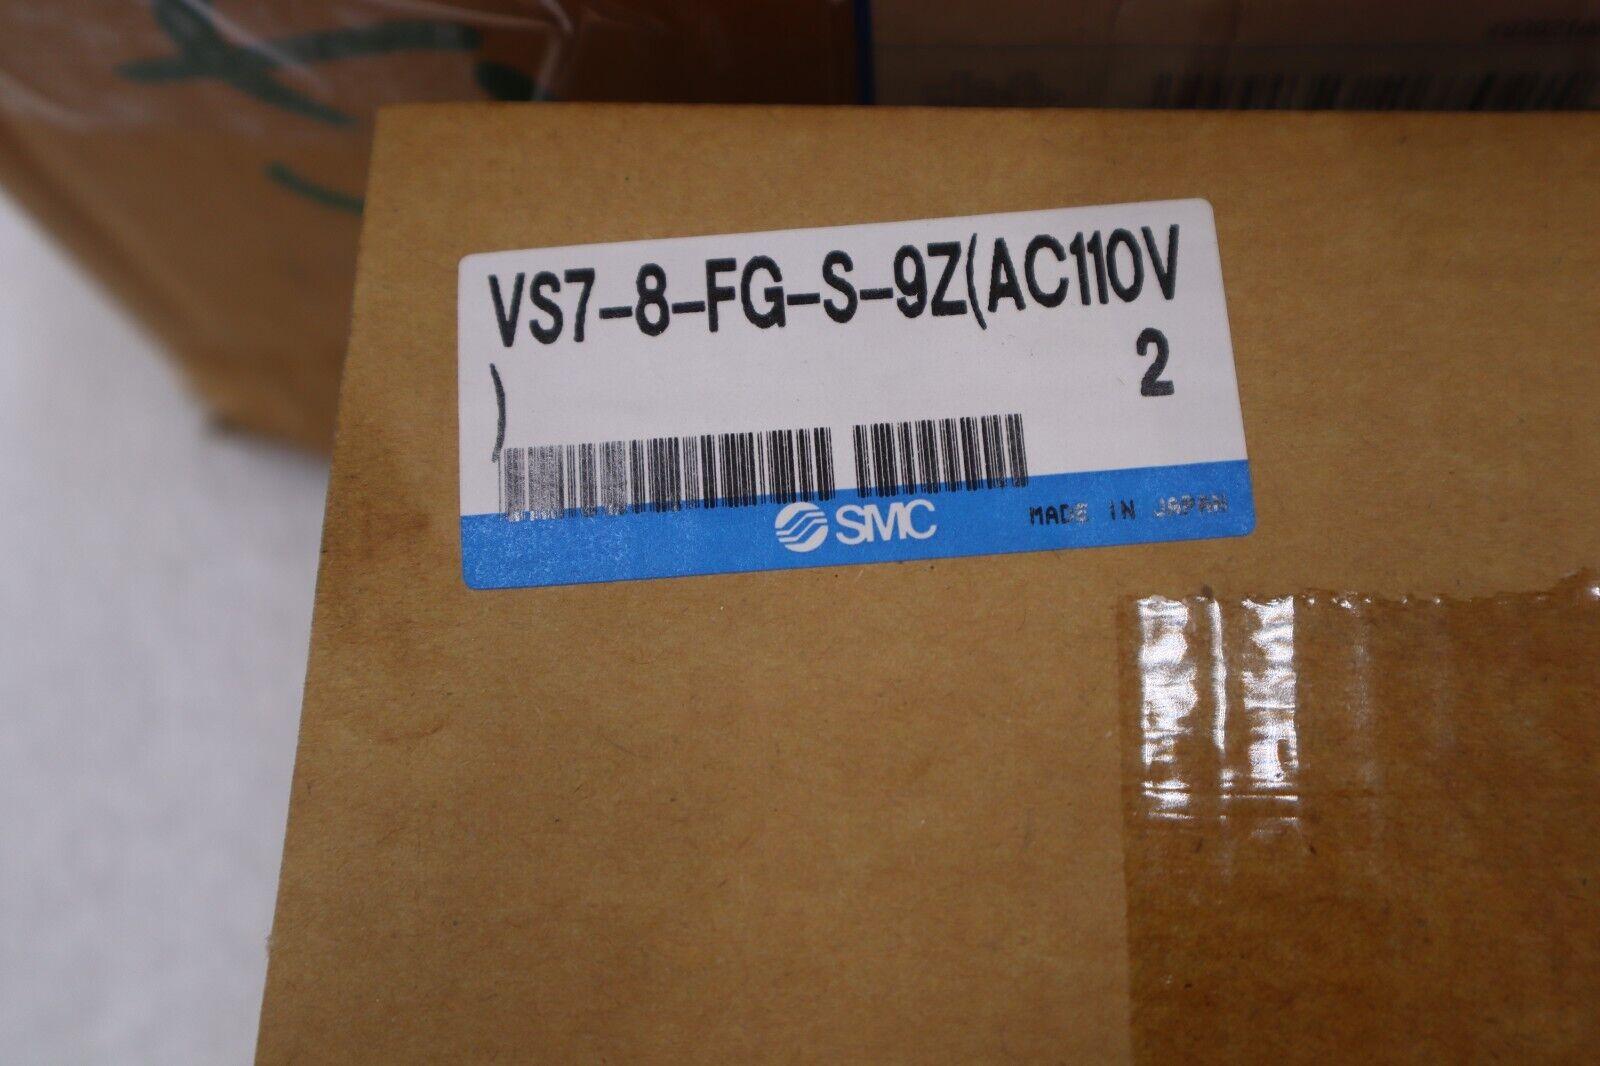 VS7-8-FG-S-9Z(AC110V
)
2
SMC
MADE IN JAPAN